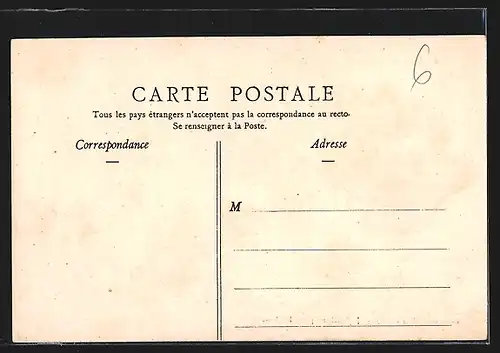 6
CARTE POSTALE
Tous les pays étrangers n'acceptent pas la correspondance au recto.
Se renseigner à la Poste.
Correspondance
Adresse
M